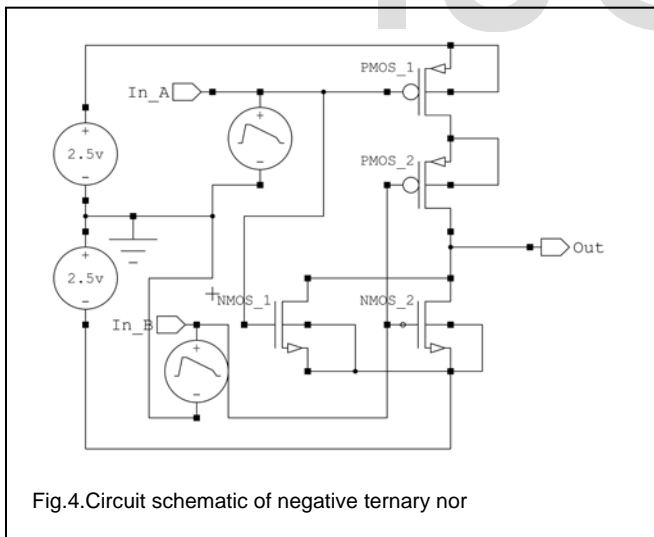 PMOS_1
In_A
+
2.5v
-
+
-
PMOS_2
+
2.5v
-
Out
NMOS_1
NMOS_2
In_B
+
-
Fig.4.Circuit schematic of negative ternary nor